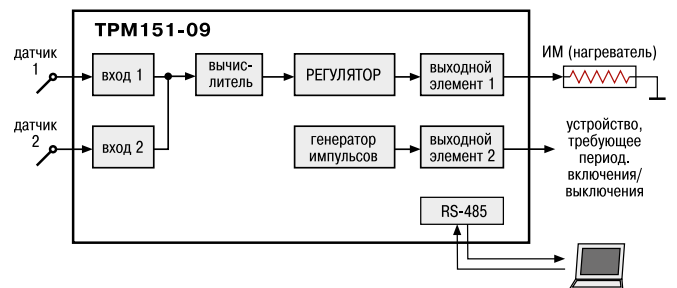 ТРМ151-09
датчик
1
вход 1
вычис-
литель
РЕГУЛЯТОР
выходной
элемент 1
ИМ (нагреватель)
датчик
2
вход 2
генератор
импульсов
выходной
элемент 2
устройство,
требующее
период.
включения/
выключения
RS-485